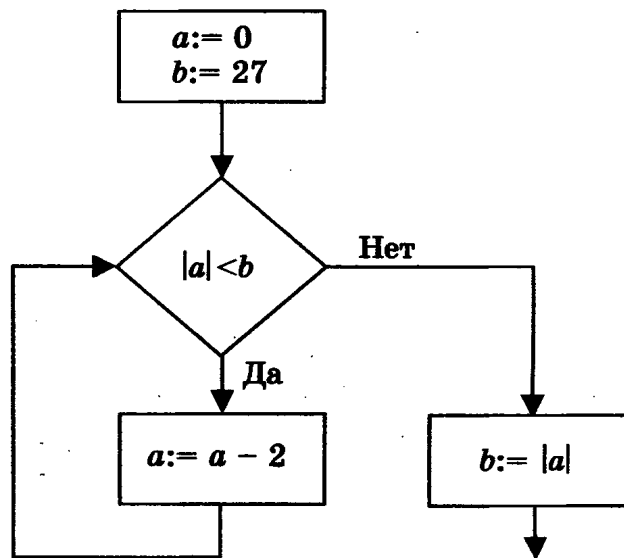 a:= 0
b:= 27
|a|<b
Нет
Да
a:= a – 2
b:= |a|